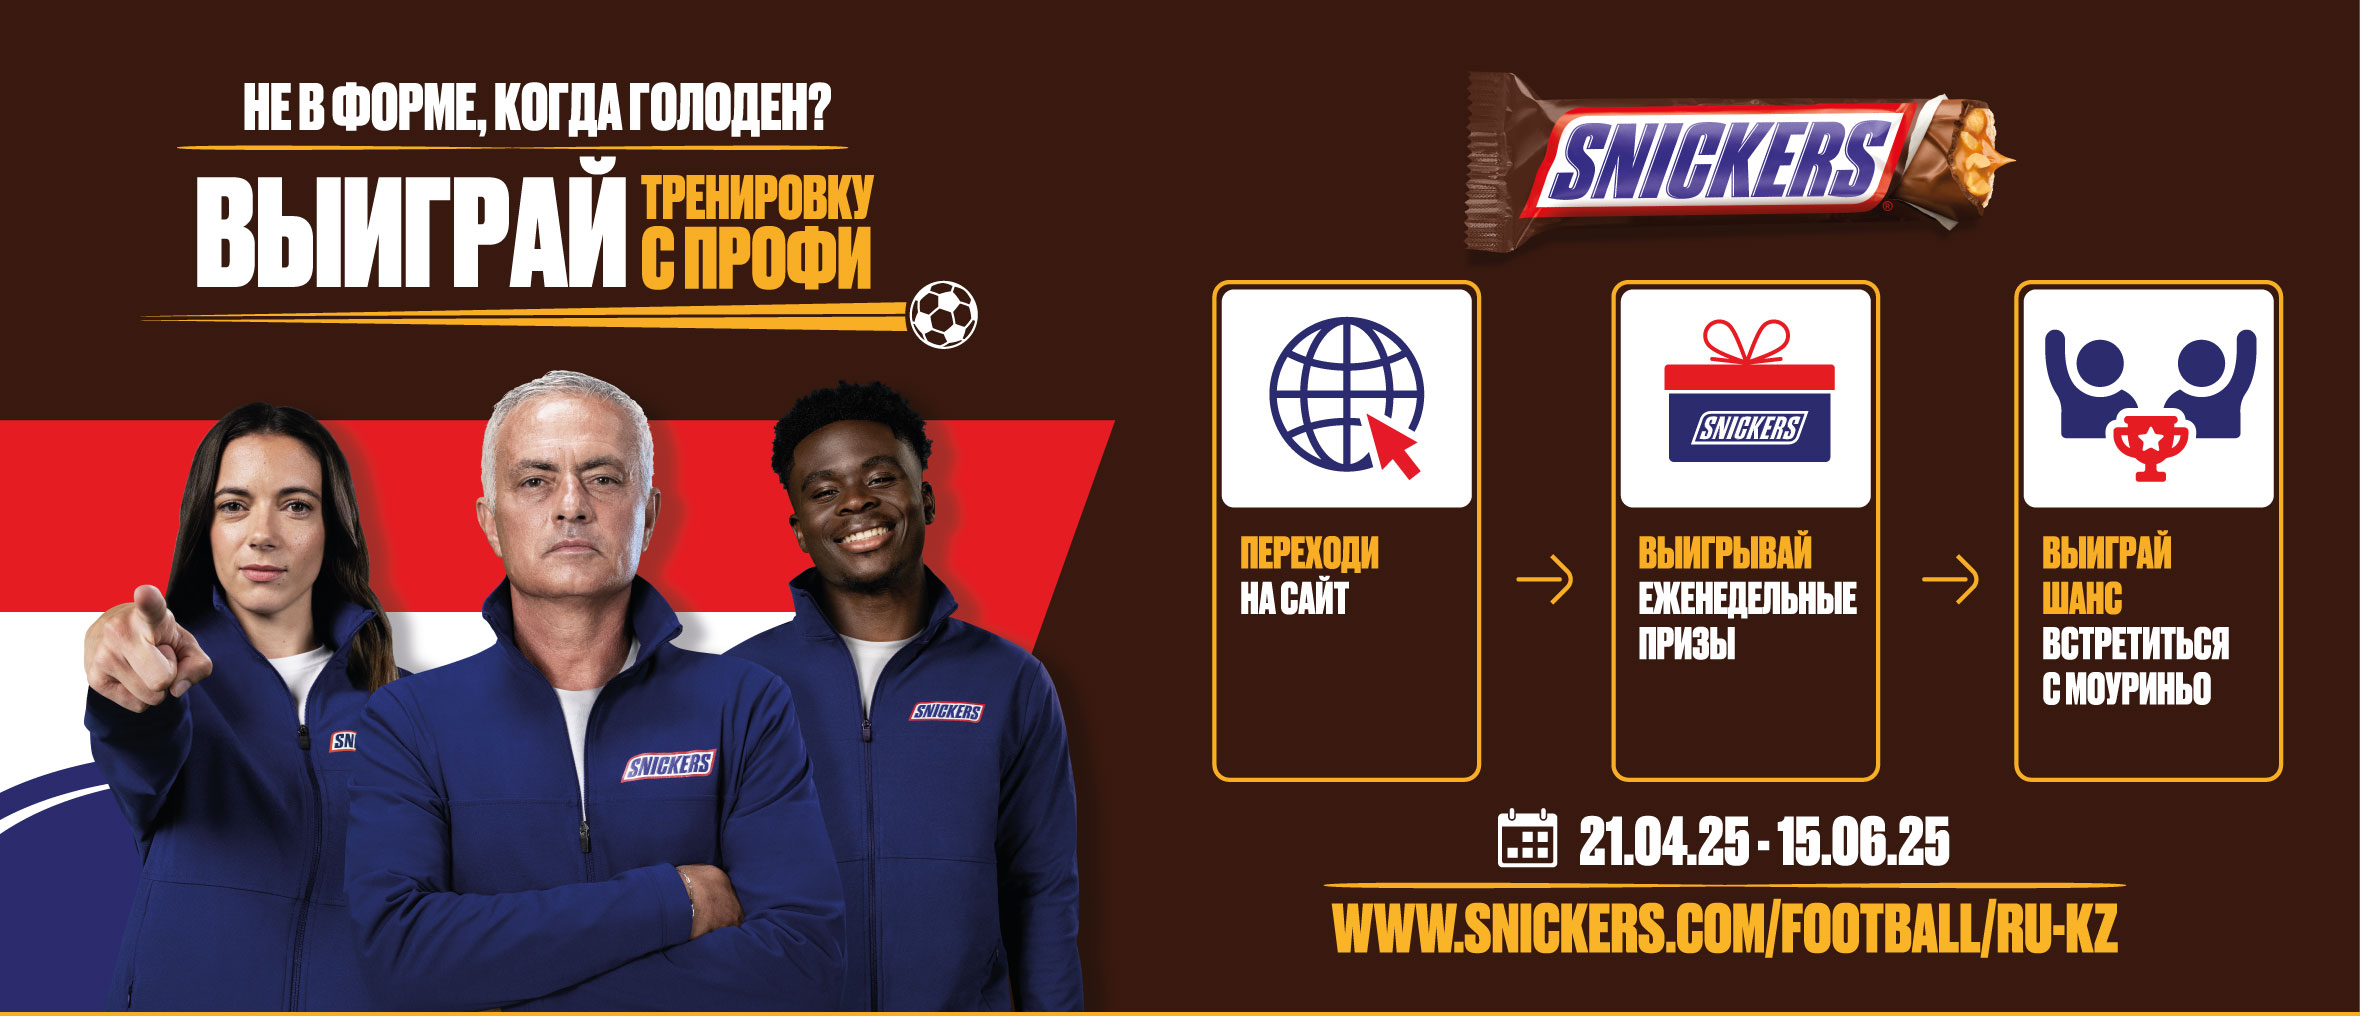 НЕ В ФОРМЕ, КОГДА ГОЛОДЕН?
ВЫИГРАЙ
ТРЕНИРОВКУ
С ПРОФИ
SN
SNICKERS
SNICKERS
SNICKERS
SNICKERS
ПЕРЕХОДИ
НА САЙТ
ВЫИГРЫВАЙ
ЕЖЕНЕДЕЛЬНЫЕ
ПРИЗЫ
ВЫИГРАЙ
ШАНС
ВСТРЕТИТЬСЯ
С МОУРИНЬО
21.04.25 - 15.06.25
WWW.SNICKERS.COM/FOOTBALL/RU-KZ